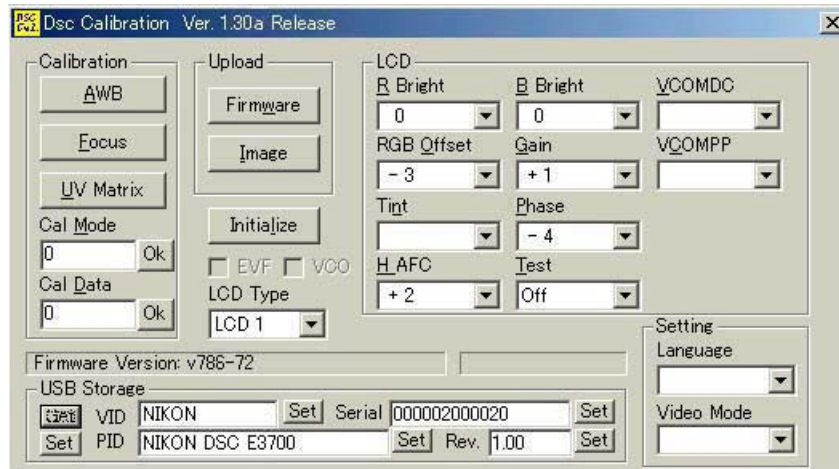 DSC CAL Dsc Calibration Ver. 1.30a Release
Calibration
AWB
Focus
UV Matrix
Cal Mode
0 Ok
Cal Data
0 Ok
Upload
Firmware
Image
Initialize
EVF VCO
LCD Type
LCD 1
LCD
R Bright B Bright VCOMDC
0 0
RGB Offset Gain VCOMPP
- 3 + 1
Tint Phase
- 4
H AFC Test
+ 2 Off
Firmware Version: v786-72
Setting
Language
Video Mode
USB Storage
Get VID NIKON Set Serial 000002000020 Set
Set PID NIKON DSC E3700 Set Rev. 1.00 Set